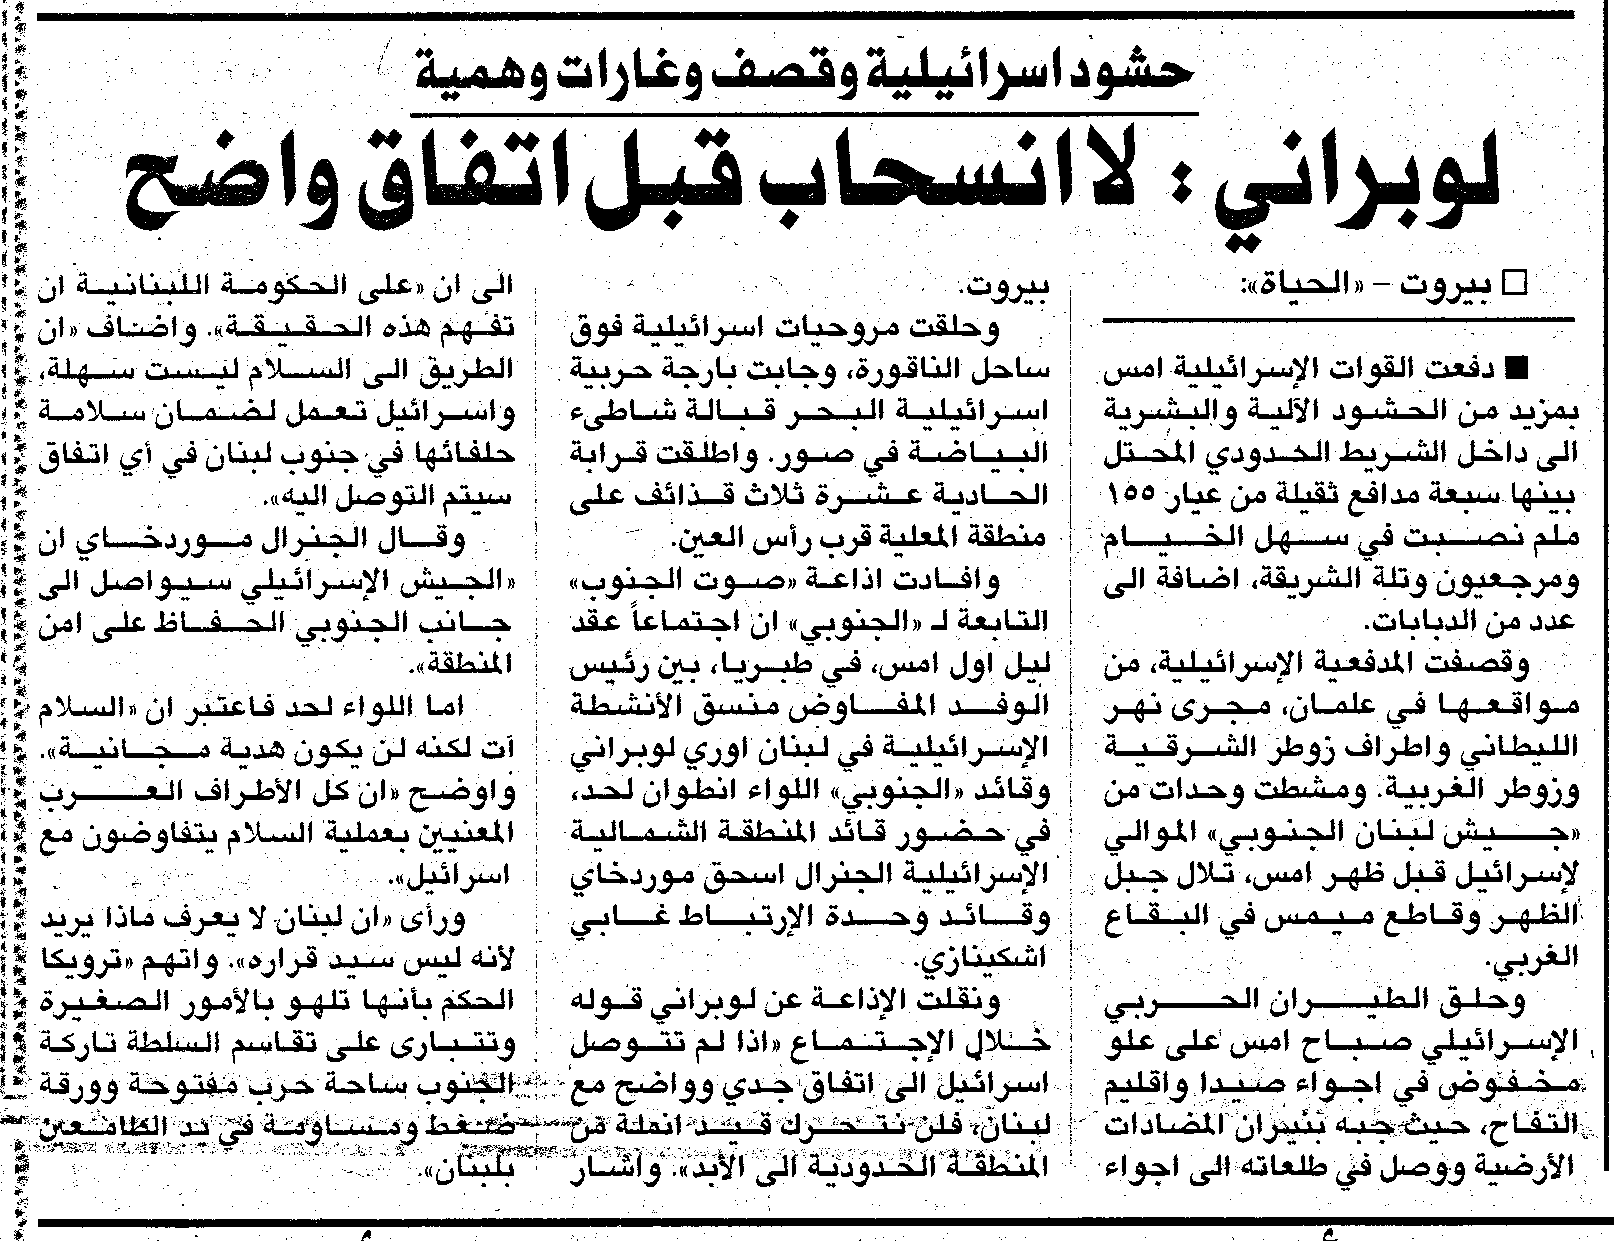 حشود اسرائيلية وقصف وغارات وهمية
لوبراني : لا انسحاب قبل اتفاق واضح
□ بيروت – «الحياة»:
■ دفعت القوات الإسرائيلية امس
بمزيد من الحشود الآلية والبشرية
الى داخل الشريط الحدودي المحتل
بينها سبعة مدافع ثقيلة من عيار ١٥٥
ملم نصبت في سهل الخيام
ومرجعيون وتلة الشريقة، اضافة الى
عدد من الدبابات.
وقصفت المدفعية الإسرائيلية، من
مواقعها في علمان، مجرى نهر
الليطاني واطراف زوطر الشرقية
وزوطر الغربية. ومشطت وحدات من
«جيش لبنان الجنوبي» الموالي
لإسرائيل قبل ظهر امس، تلال جبل
الظهر وقاطع ميمس في البقاع
الغربي.
وحلق الطيران الحربي
الإسرائيلي صباح امس على علو
مخفوض في اجواء صيدا واقليم
التفاح، حيث جبه بنيران المضادات
الأرضية ووصل في طلعاته الى اجواء
بيروت.
وحلقت مروحيات اسرائيلية فوق
ساحل الناقورة، وجابت بارجة حربية
اسرائيلية البحر قبالة شاطىء
البياضة في صور. واطلقت قرابة
الحادية عشرة ثلاث قذائف على
منطقة المعلية قرب رأس العين.
وافادت اذاعة «صوت الجنوب»
التابعة لـ «الجنوبي» ان اجتماعاً عقد
ليل اول امس، في طبريا، بين رئيس
الوفد المفاوض منسق الأنشطة
الإسرائيلية في لبنان اوري لوبراني
وقائد «الجنوبي» اللواء انطوان لحد،
في حضور قائد المنطقة الشمالية
الإسرائيلية الجنرال اسحق موردخاي
وقائد وحدة الإرتباط غابي
اشكينازي.
ونقلت الإذاعة عن لوبراني قوله
خلال الإجتماع «اذا لم تتوصل
اسرائيل الى اتفاق جدي وواضح مع
لبنان، فلن نتحرك قيد انملة من
المنطقة الحدودية الى الأبد». واشار
الى ان «على الحكومة اللبنانية ان
تفهم هذه الحقيقة». واضاف «ان
الطريق الى السلام ليست سهلة،
واسرائيل تعمل لضمان سلامة
حلفائها في جنوب لبنان في أي اتفاق
سيتم التوصل اليه».
وقال الجنرال موردخاي ان
«الجيش الإسرائيلي سيواصل الى
جانب الجنوبي الحفاظ على امن
المنطقة».
اما اللواء لحد فاعتبر ان «السلام
آت لكنه لن يكون هدية مجانية».
واوضح «ان كل الأطراف العرب
المعنيين بعملية السلام يتفاوضون مع
اسرائيل».
ورأى «ان لبنان لا يعرف ماذا يريد
لأنه ليس سيد قراره». واتهم «ترويكا
الحكم بأنها تلهو بالأمور الصغيرة
وتتبارى على تقاسم السلطة تاركة
الجنوب ساحة حرب مفتوحة وورقة
ضغط ومساومة في يد الطامعين
بلبنان».